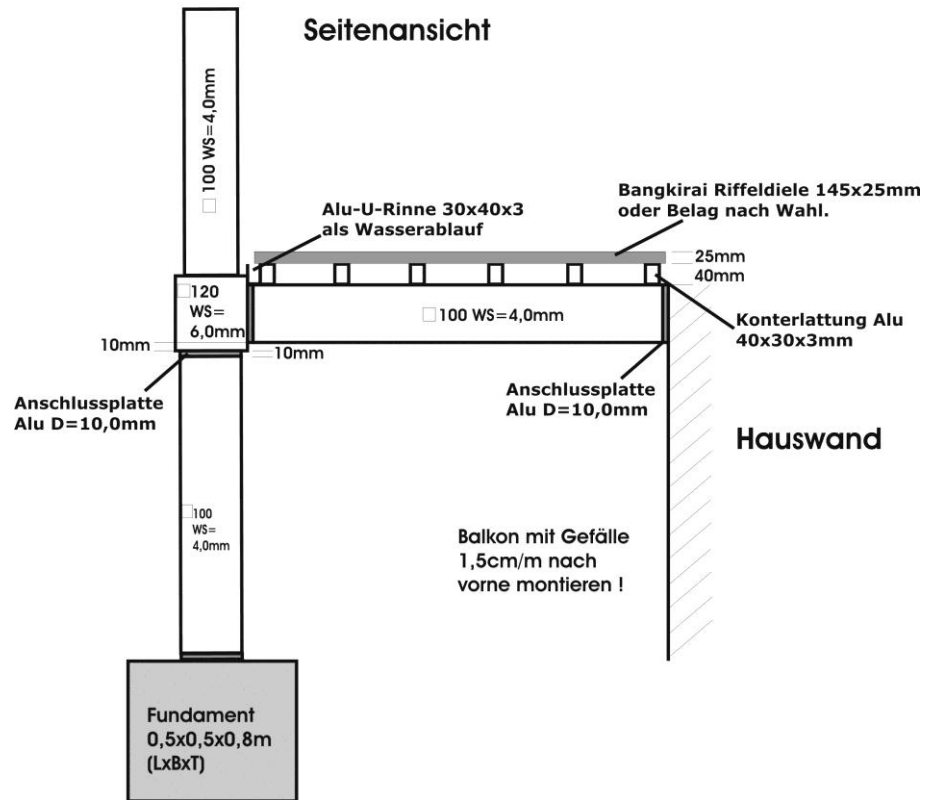 Seitenansicht
□ 100 WS=4,0mm
Bangkirai Riffeldiele 145x25mm
oder Belag nach Wahl.
Alu-U-Rinne 30x40x3
als Wasserablauf
25mm
40mm
□120
WS=
6,0mm
□ 100 WS=4,0mm
Konterlattung Alu
40x30x3mm
10mm
10mm
Anschlussplatte
Alu D=10,0mm
Anschlussplatte
Alu D=10,0mm
Hauswand
□100
WS=
4,0mm
Balkon mit Gefälle
1,5cm/m nach
vorne montieren !
Fundament
0,5x0,5x0,8m
(LxBxT)